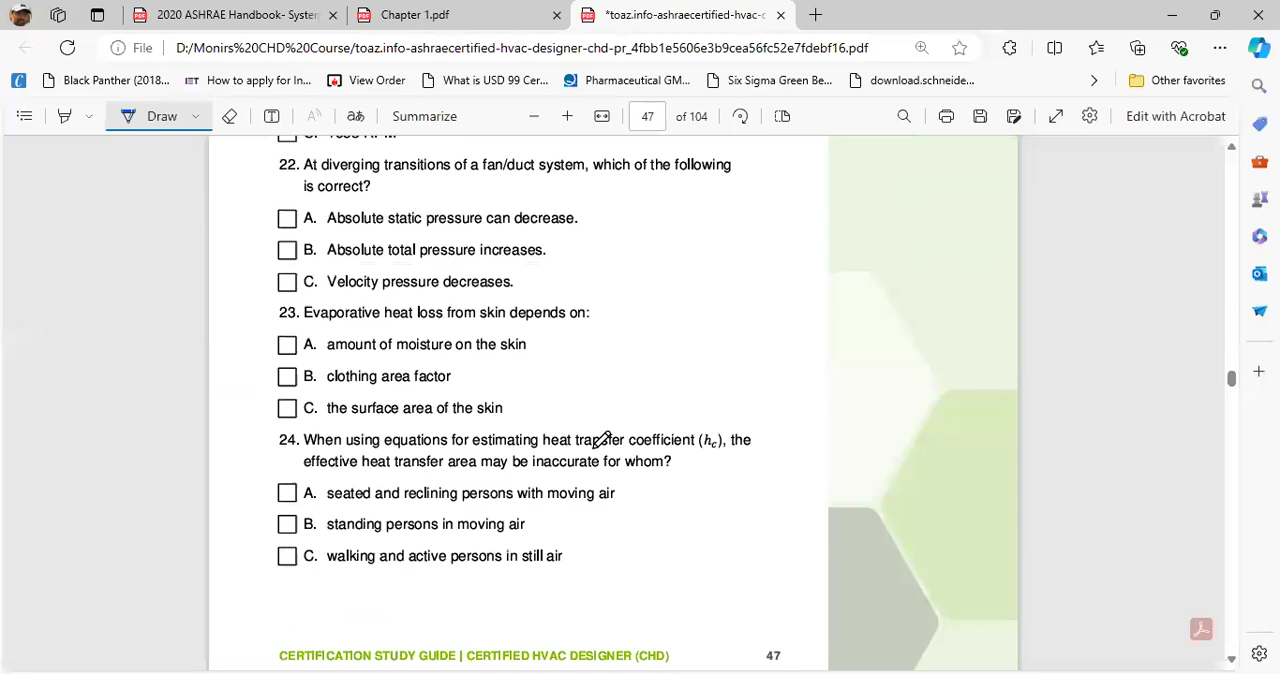 2020 ASHRAE Handbook- System
Chapter 1.pdf
*toaz.info-ashraecertified-hvac-c
File
D:/Monirs%20CHD%20Course/toaz.info-ashraecertified-hvac-designer-chd-pr_4fbb1e5606e3b9cea56fc52e7fdebf16.pdf
Black Panther (2018...
How to apply for In...
View Order
What is USD 99 Cer...
Pharmaceutical GM...
Six Sigma Green Be...
download.schneide...
Other favorites
Draw
Summarize
47 of 104
Edit with Acrobat
22. At diverging transitions of a fan/duct system, which of the following
is correct?
A. Absolute static pressure can decrease.
B. Absolute total pressure increases.
C. Velocity pressure decreases.
23. Evaporative heat loss from skin depends on:
A. amount of moisture on the skin
B. clothing area factor
C. the surface area of the skin
24. When using equations for estimating heat transfer coefficient (h_c), the
effective heat transfer area may be inaccurate for whom?
A. seated and reclining persons with moving air
B. standing persons in moving air
C. walking and active persons in still air
CERTIFICATION STUDY GUIDE | CERTIFIED HVAC DESIGNER (CHD) 47